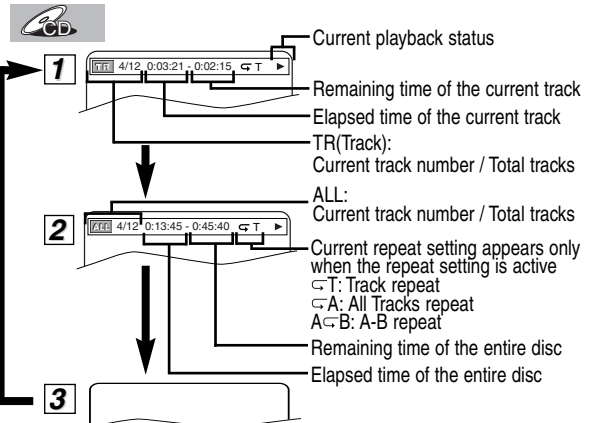 CD
Current playback status
1
TR 4/12 0:03:21 - 0:02:15 T ►
Remaining time of the current track
Elapsed time of the current track
TR(Track):
Current track number / Total tracks
ALL:
Current track number / Total tracks
2
ALL 4/12 0:13:45 - 0:45:40 T ►
Current repeat setting appears only
when the repeat setting is active
T: Track repeat
A: All Tracks repeat
A B: A-B repeat
Remaining time of the entire disc
Elapsed time of the entire disc
3